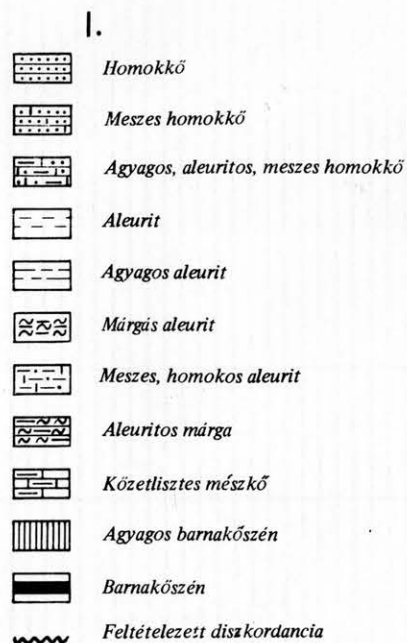 I.
Homokkő
Meszes homokkő
Agyagos, aleuritos, meszes homokkő
Aleurit
Agyagos aleurit
Márgás aleurit
Meszes, homokos aleurit
Aleuritos márga
Kőzetlisztes mészkő
Agyagos barnakőszén
Barnakőszén
Feltételezett diszkordancia